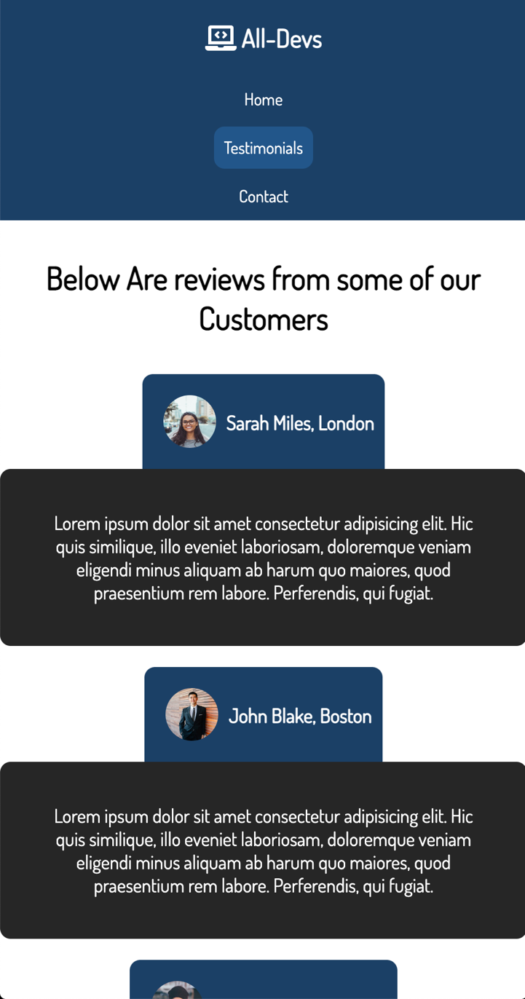 All-Devs
Home
Testimonials
Contact
Below Are reviews from some of our
Customers
Sarah Miles, London
Lorem ipsum dolor sit amet consectetur adipisicing elit. Hic
quis similique, illo eveniet laboriosam, doloremque veniam
eligendi minus aliquam ab harum quo maiores, quod
praesentium rem labore. Perferendis, qui fugiat.
John Blake, Boston
Lorem ipsum dolor sit amet consectetur adipisicing elit. Hic
quis similique, illo eveniet laboriosam, doloremque veniam
eligendi minus aliquam ab harum quo maiores, quod
praesentium rem labore. Perferendis, qui fugiat.